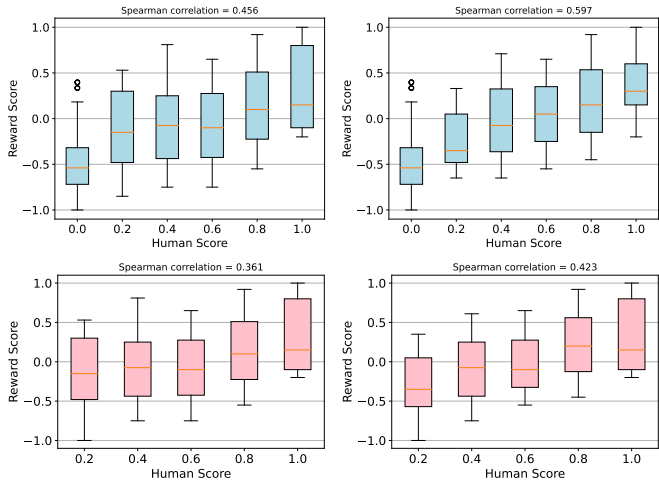 Spearman correlation = 0.456
Reward Score
1.0
0.5
0.0
−0.5
−1.0
0.0 0.2 0.4 0.6 0.8 1.0
Human Score
Spearman correlation = 0.597
Reward Score
1.0
0.5
0.0
−0.5
−1.0
0.0 0.2 0.4 0.6 0.8 1.0
Human Score
Spearman correlation = 0.361
Reward Score
1.0
0.5
0.0
−0.5
−1.0
0.2 0.4 0.6 0.8 1.0
Human Score
Spearman correlation = 0.423
Reward Score
1.0
0.5
0.0
−0.5
−1.0
0.2 0.4 0.6 0.8 1.0
Human Score